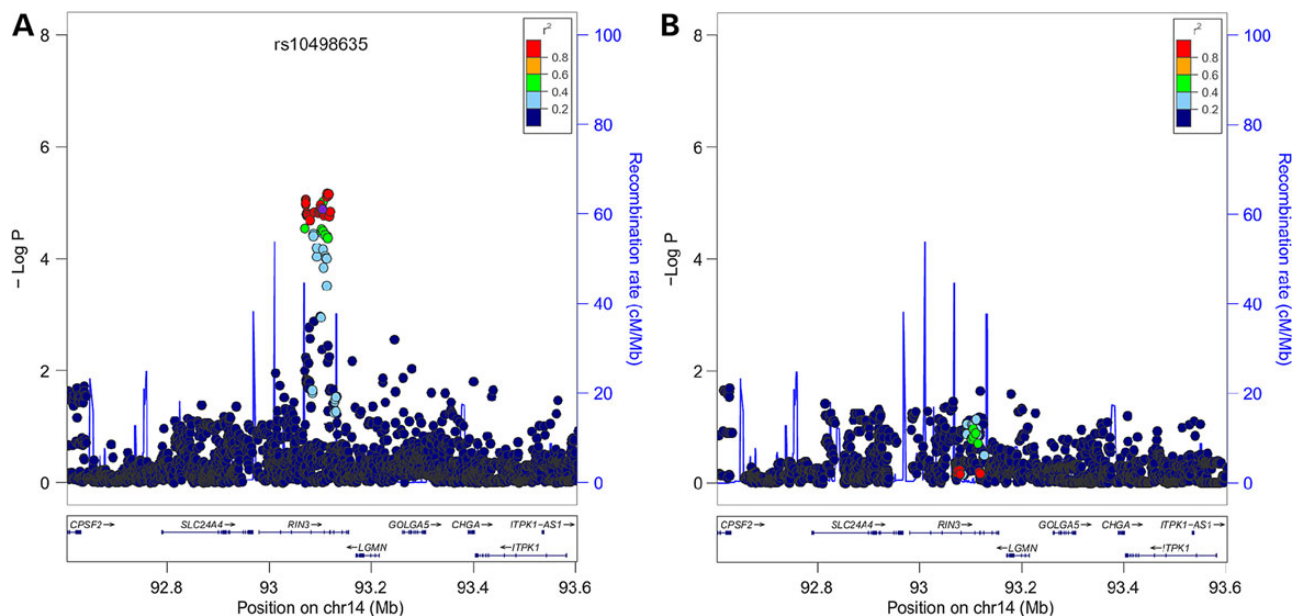 A
rs10498635
r²
0.8
0.6
0.4
0.2
8
6
4
2
0
− Log P
100
80
60
40
20
0
Recombination rate (cM/Mb)
CPSF2→
SLC24A4→
RIN3→
GOLGA5→
CHGA→
ITPK1−AS1→
←LGMN
←ITPK1
92.8
93
93.2
93.4
93.6
Position on chr14 (Mb)
B
r²
0.8
0.6
0.4
0.2
8
6
4
2
0
− Log P
100
80
60
40
20
0
Recombination rate (cM/Mb)
CPSF2→
SLC24A4→
RIN3→
GOLGA5→
CHGA→
ITPK1−AS1→
←LGMN
←ITPK1
92.8
93
93.2
93.4
93.6
Position on chr14 (Mb)